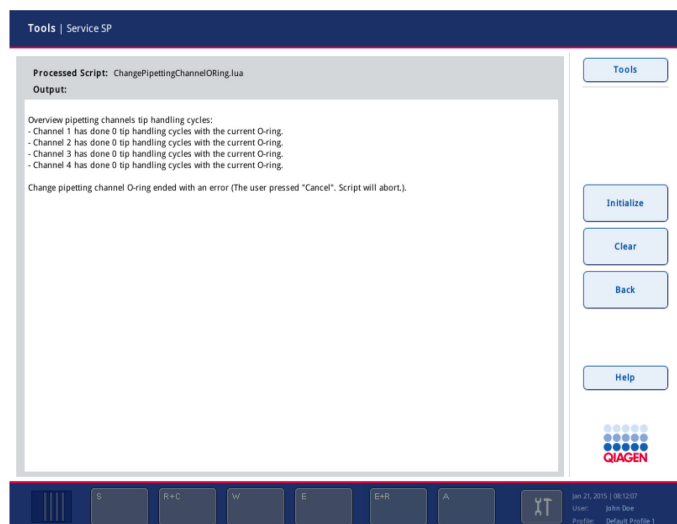 Tools | Service SP
Processed Script: ChangePipettingChannelORing.lua
Output:
Overview pipetting channels tip handling cycles:
- Channel 1 has done 0 tip handling cycles with the current O-ring.
- Channel 2 has done 0 tip handling cycles with the current O-ring.
- Channel 3 has done 0 tip handling cycles with the current O-ring.
- Channel 4 has done 0 tip handling cycles with the current O-ring.
Change pipetting channel O-ring ended with an error (The user pressed "Cancel". Script will abort.).
Tools
Initialize
Clear
Back
Help
QIAGEN
S
R+C
W
E
E+R
A
Jan 21, 2015 | 08:12:07
User: John Doe
Profile: Default Profile 1